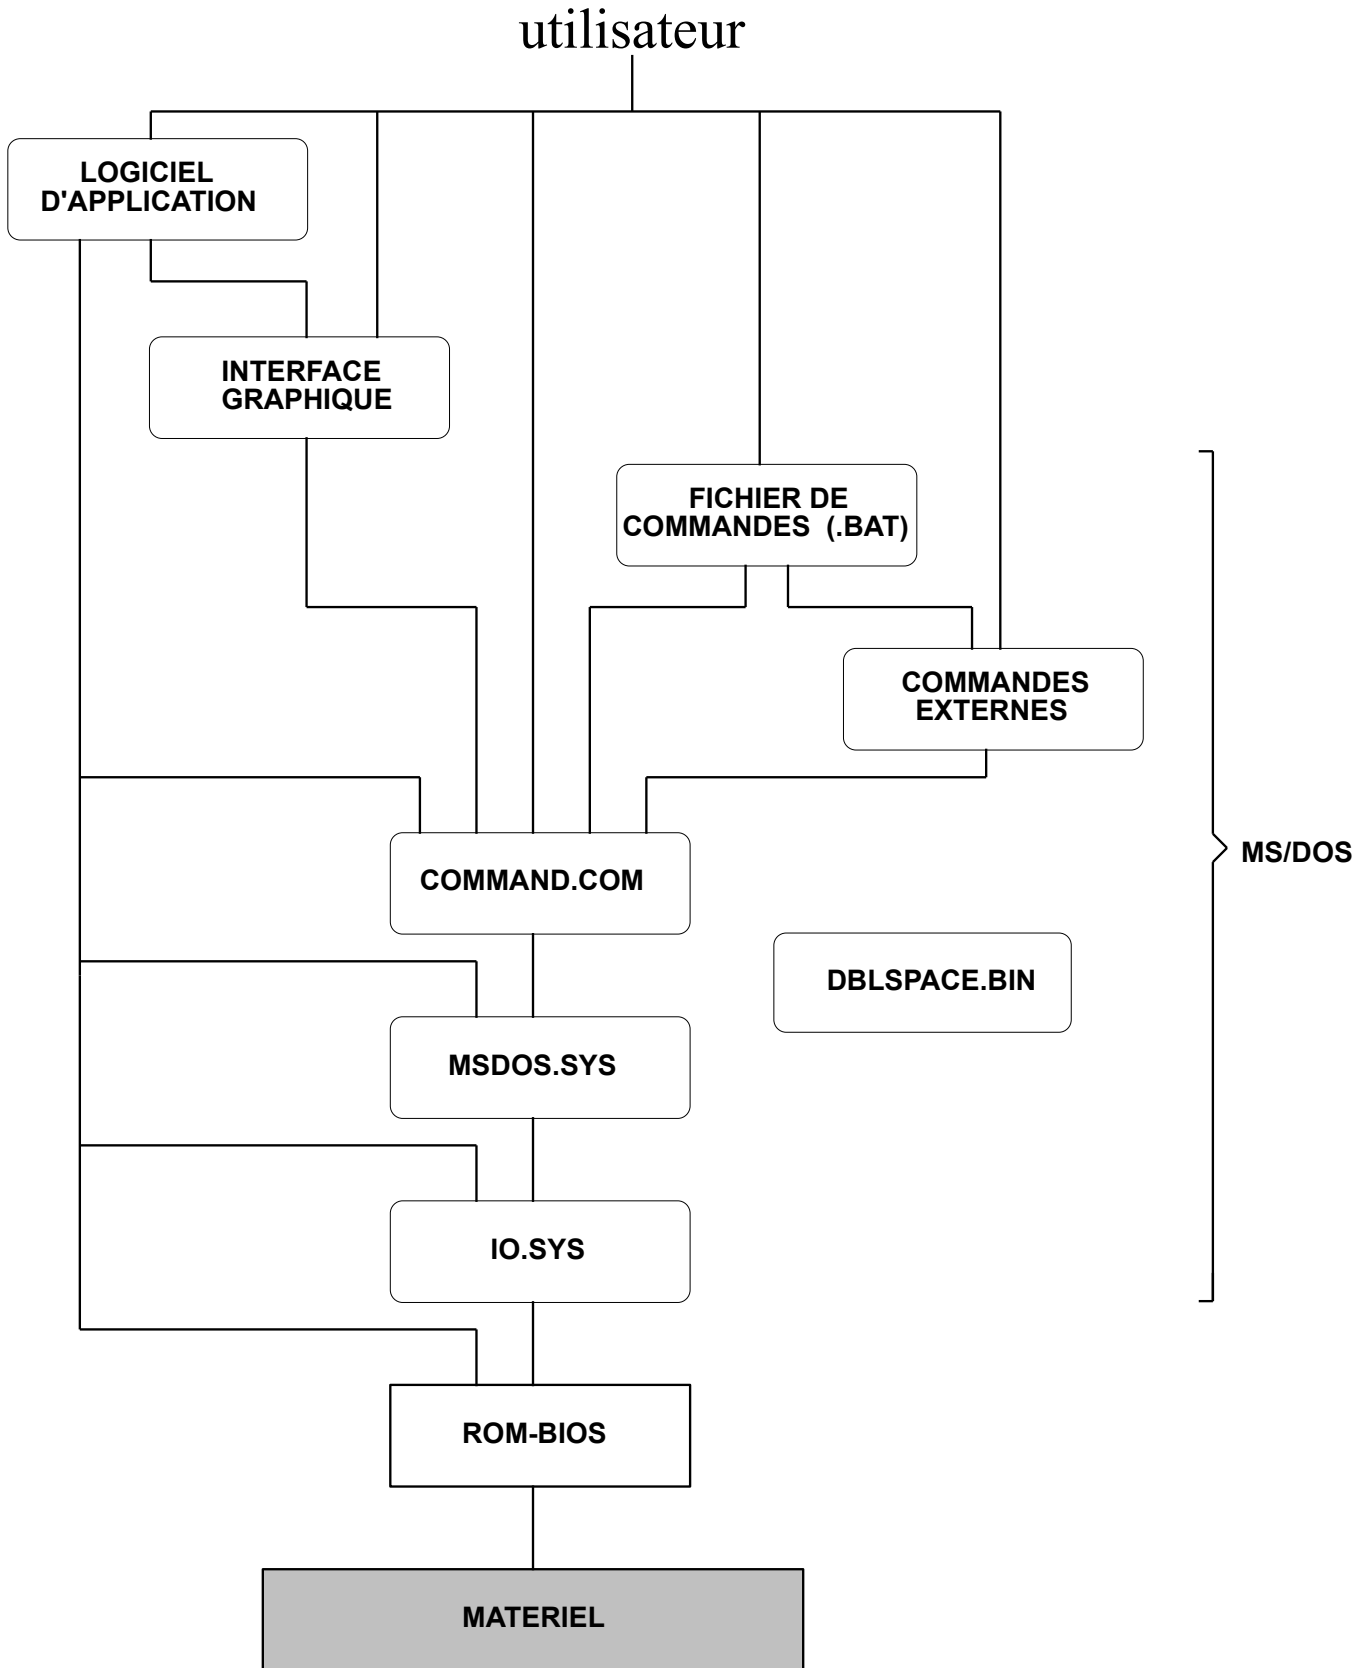 utilisateur
LOGICIEL
D'APPLICATION
INTERFACE
GRAPHIQUE
FICHIER DE
COMMANDES (.BAT)
COMMANDES
EXTERNES
MS/DOS
COMMAND.COM
DBLSPACE.BIN
MSDOS.SYS
IO.SYS
ROM-BIOS
MATERIEL